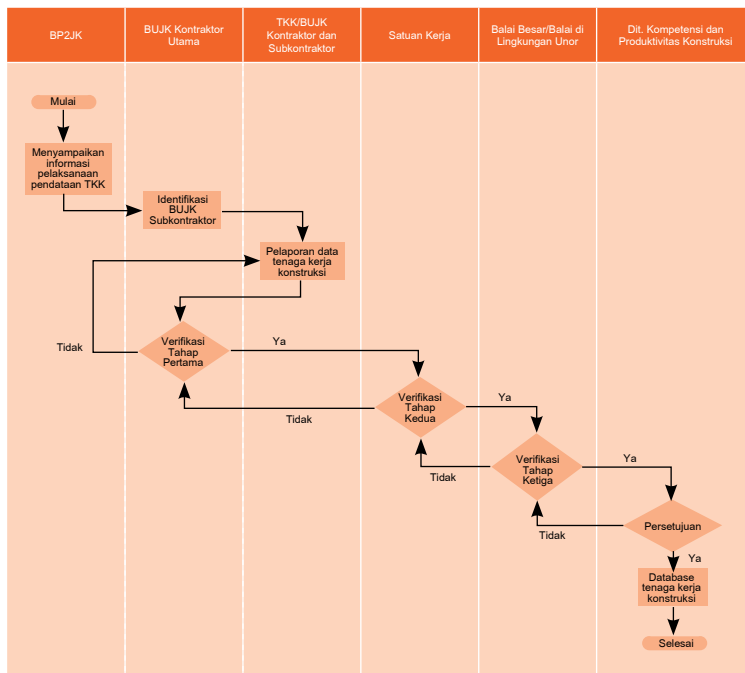 BP2JK
BUJK Kontraktor
Utama
TKK/BUJK
Kontraktor dan
Subkontraktor
Satuan Kerja
Balai Besar/Balai di
Lingkungan Unor
Dit. Kompetensi dan
Produktivitas Konstruksi
Mulai
Menyampaikan
informasi
pelaksanaan
pendataan TKK
Identifikasi
BUJK
Subkontraktor
Pelaporan data
tenaga kerja
konstruksi
Verifikasi
Tahap
Pertama
Tidak
Ya
Verifikasi
Tahap
Kedua
Tidak
Ya
Verifikasi
Tahap
Ketiga
Tidak
Ya
Persetujuan
Tidak
Ya
Database
tenaga kerja
konstruksi
Selesai